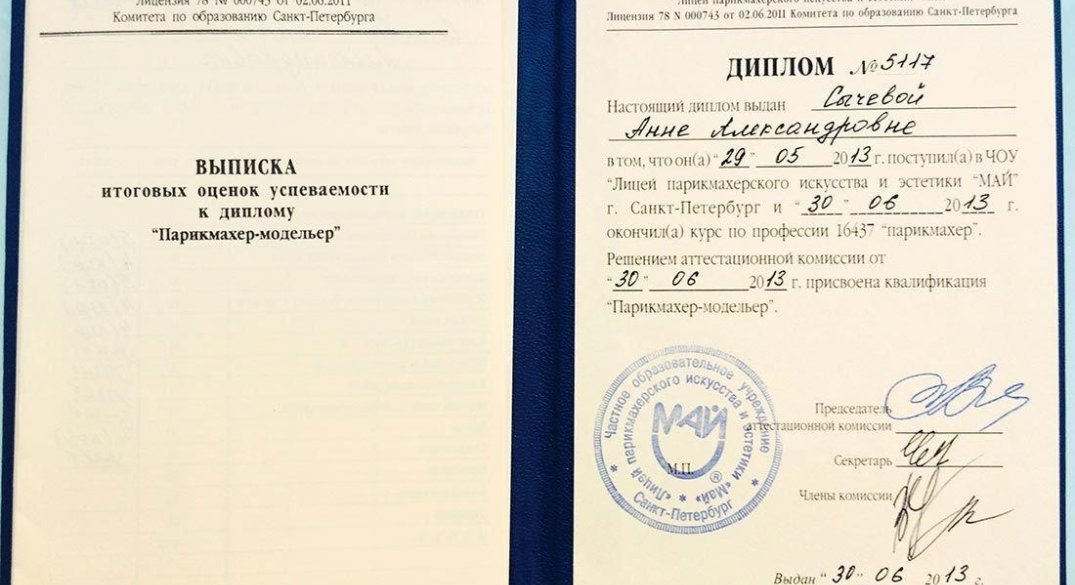 Лицензия 78 № 000743 от 02.06.2011
Комитета по образованию Санкт-Петербурга
ВЫПИСКА
итоговых оценок успеваемости
к диплому
“Парикмахер-модельер”
Лицей парикмахерского искусства и
Лицензия 78 N 000743 от 02.06.2011 Комитета по образованию Санкт-Петербурга
ДИПЛОМ № 5117
Настоящий диплом выдан Сычевой
Анне Александровне
в том, что он(а) “29” 05 2013 г. поступил(а) в ЧОУ
“Лицей парикмахерского искусства и эстетики “МАЙ”
г. Санкт-Петербург и “30” 06 2013 г.
окончил(а) курс по профессии 16437 “парикмахер”.
Решением аттестационной комиссии от
“30” 06 2013 г. присвоена квалификация
“Парикмахер-модельер”.
Частное образовательное учреждение
"Лицей парикмахерского искусства и эстетики "Май"
Санкт-Петербург
МАЙ
®
М.П.
Председатель
аттестационной комиссии
Секретарь
Члены комиссии
Выдан “30” 06 2013 г.